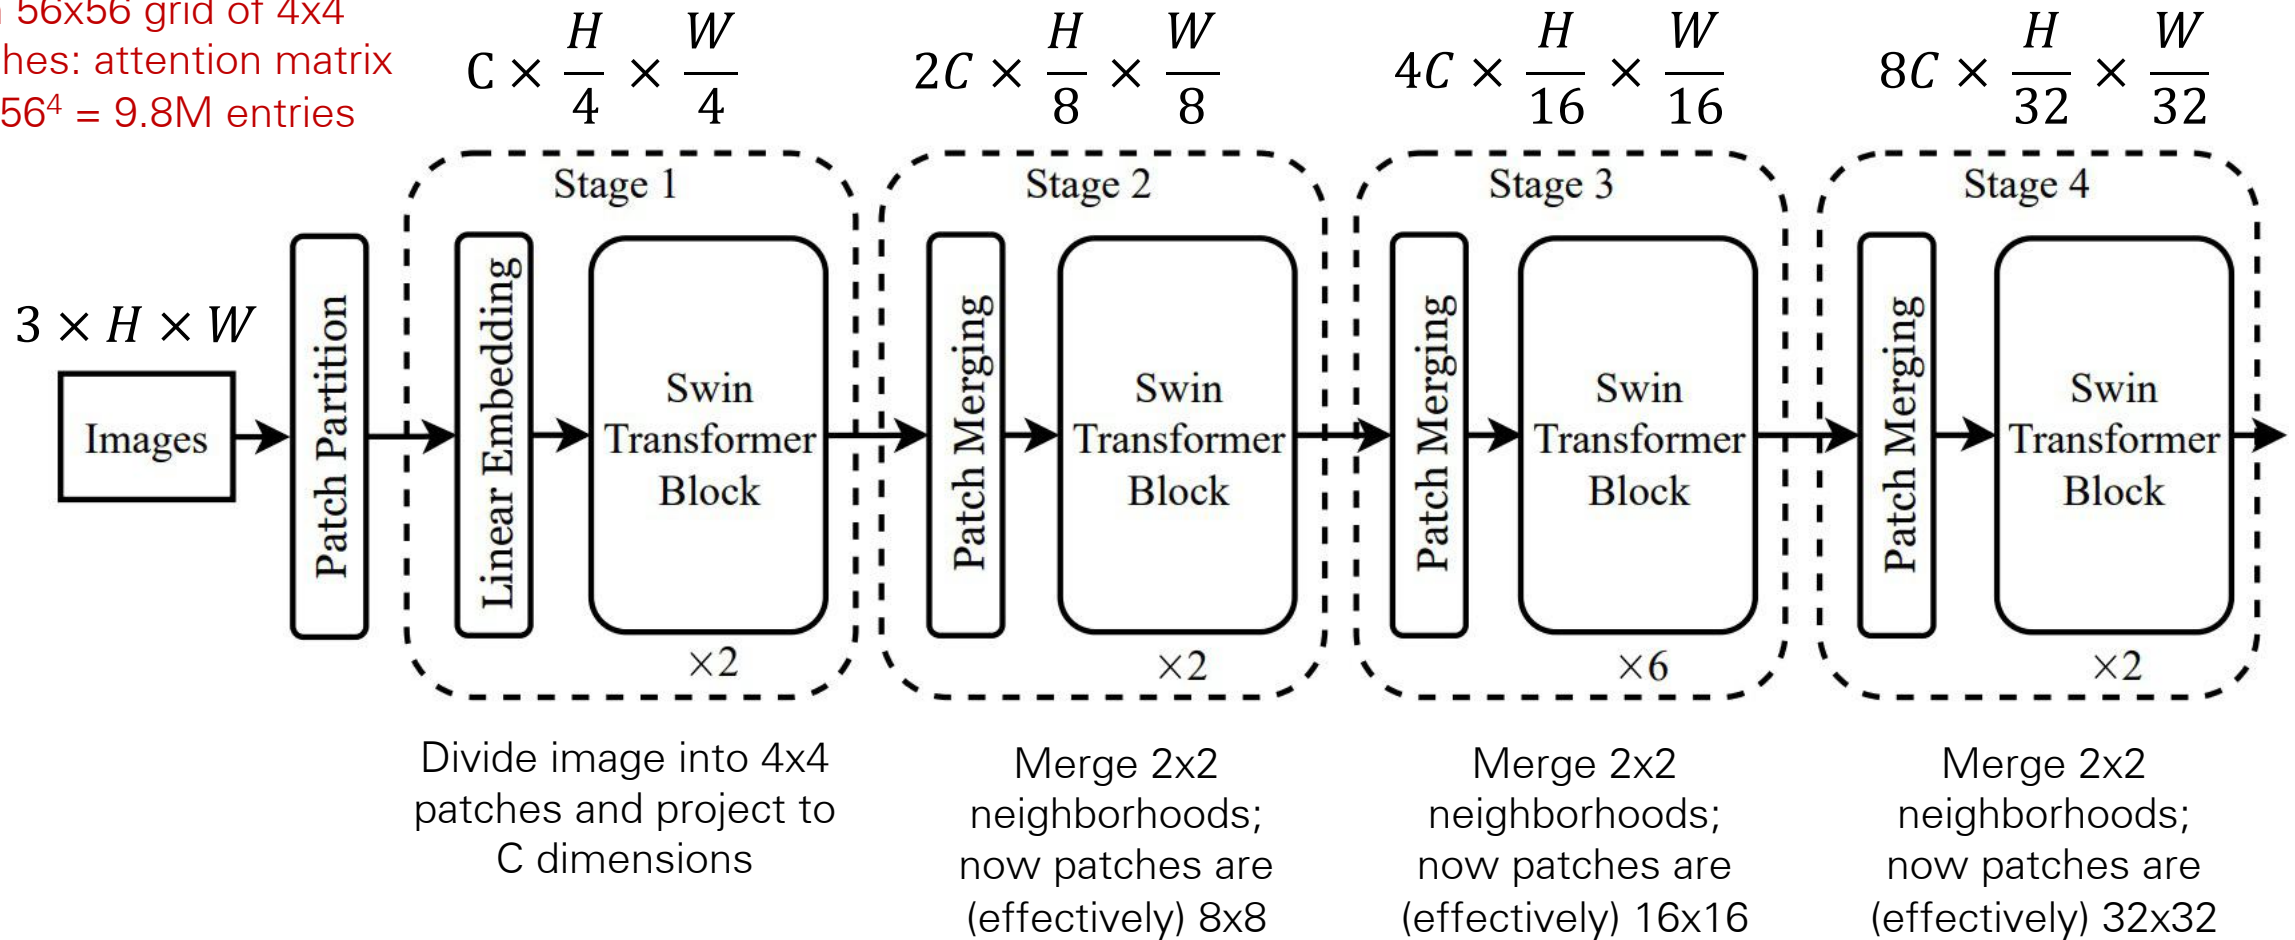 56x56 grid of 4x4
hes: attention matrix
56⁴ = 9.8M entries
C × H/4 × W/4
2C × H/8 × W/8
4C × H/16 × W/16
8C × H/32 × W/32
3 × H × W
Images
Patch Partition
Stage 1
Linear Embedding
Swin
Transformer
Block
×2
Stage 2
Patch Merging
Swin
Transformer
Block
×2
Stage 3
Patch Merging
Swin
Transformer
Block
×6
Stage 4
Patch Merging
Swin
Transformer
Block
×2
Divide image into 4x4
patches and project to
C dimensions
Merge 2x2
neighborhoods;
now patches are
(effectively) 8x8
Merge 2x2
neighborhoods;
now patches are
(effectively) 16x16
Merge 2x2
neighborhoods;
now patches are
(effectively) 32x32